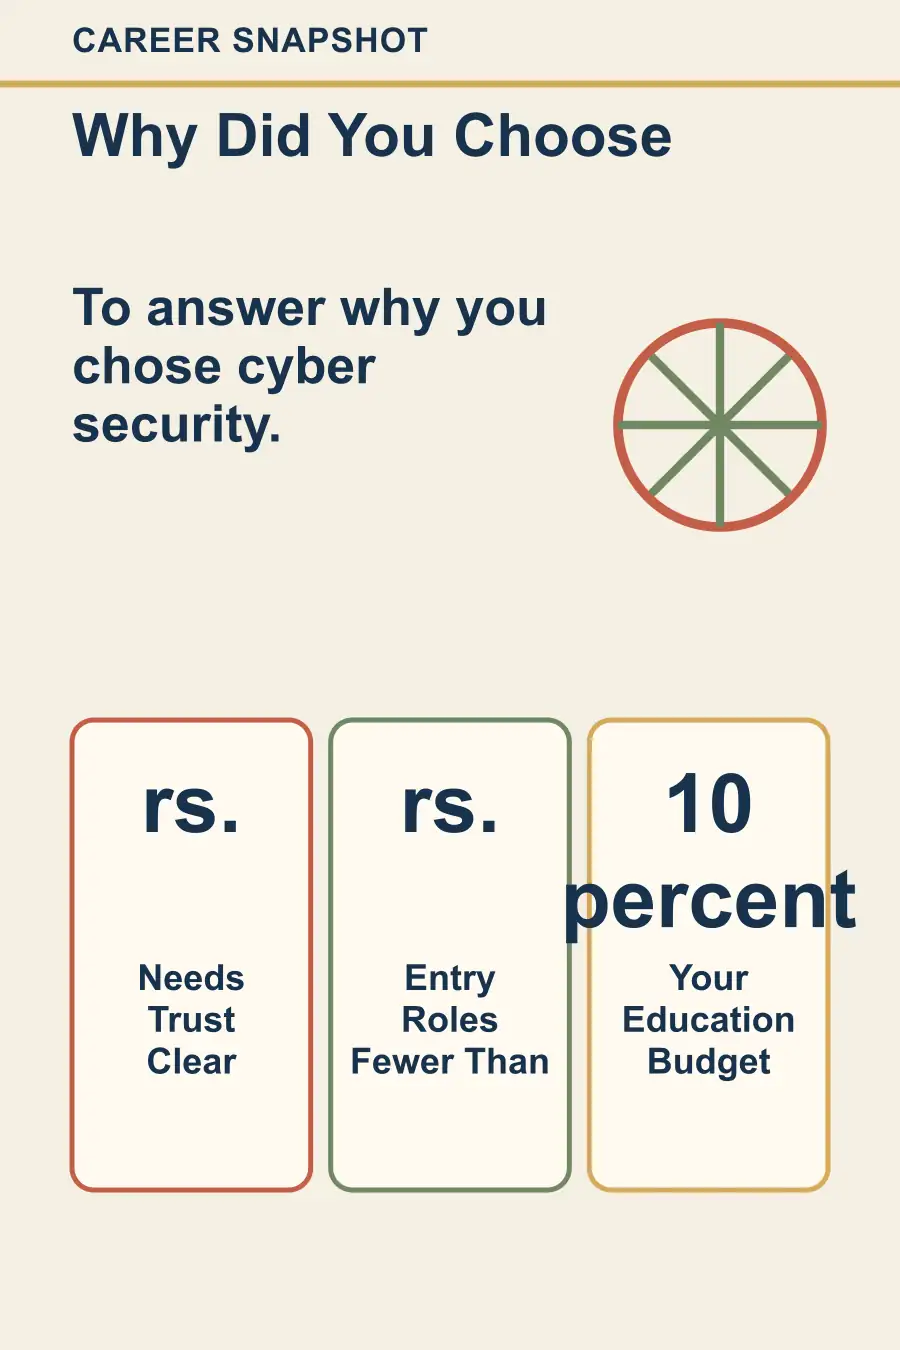 CAREER SNAPSHOT
Why Did You Choose
To answer why you
chose cyber
security.
rs.
Needs
Trust
Clear
rs.
Entry
Roles
Fewer Than
10
percent
Your
Education
Budget